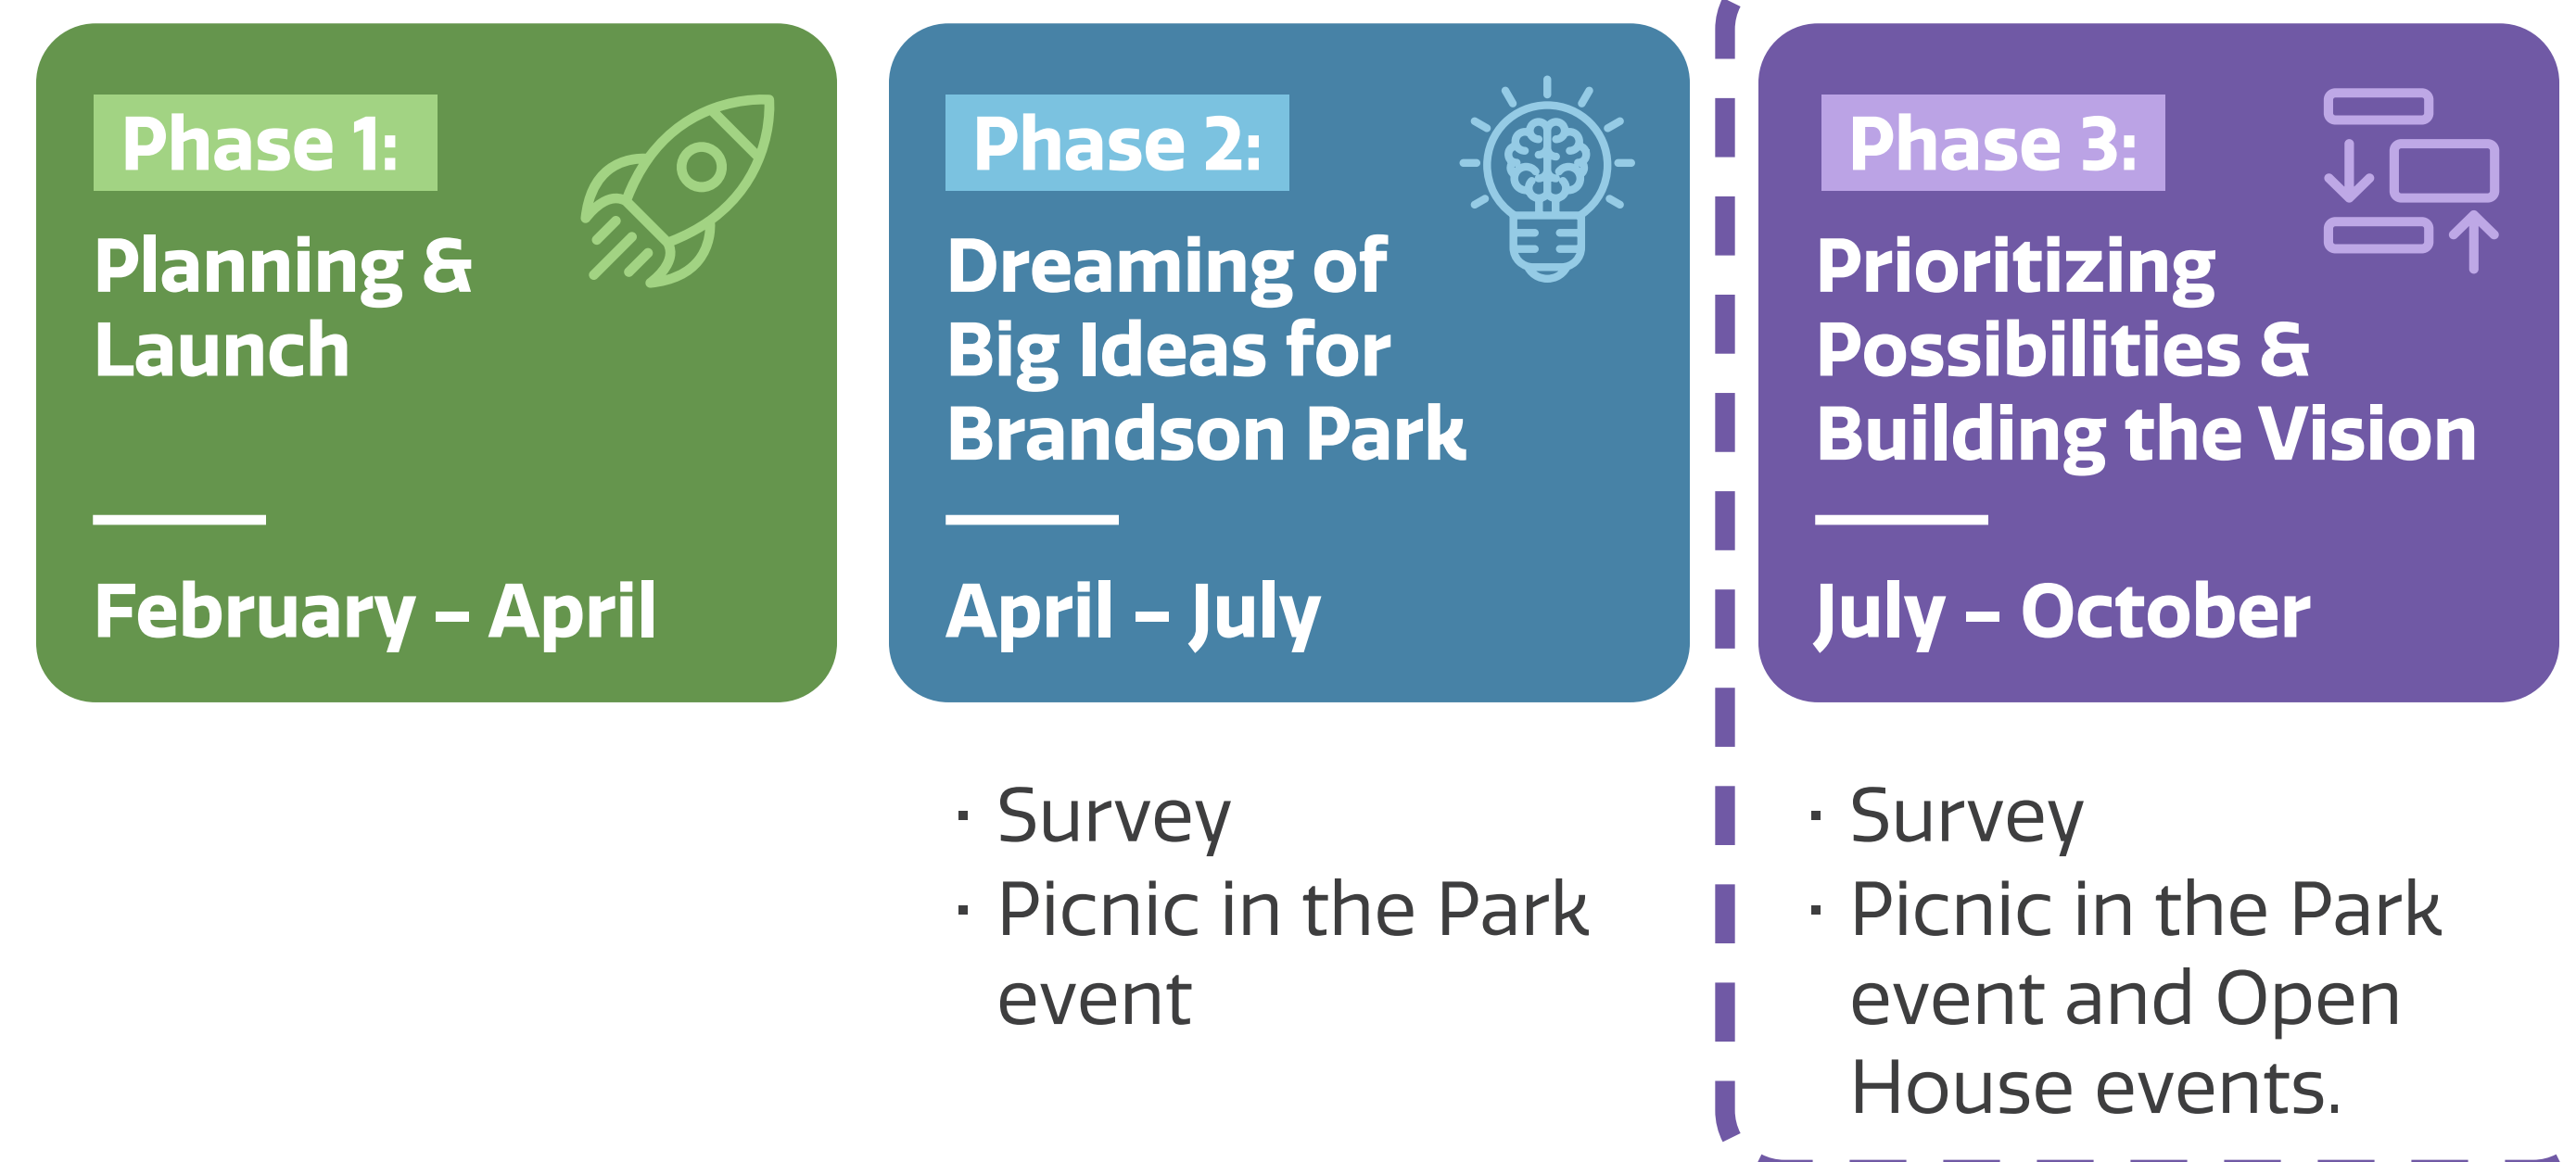 Phase 1:
Planning &
Launch
February – April
Phase 2:
Dreaming of
Big Ideas for
Brandson Park
April – July
· Survey
· Picnic in the Park
event
Phase 3:
Prioritizing
Possibilities &
Building the Vision
July – October
· Survey
· Picnic in the Park
event and Open
House events.